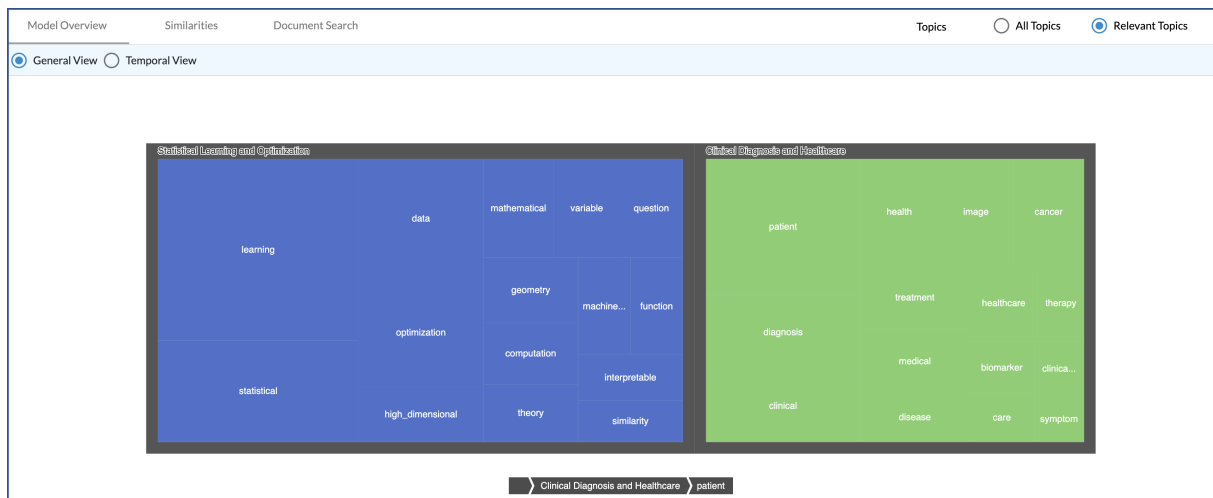 Model Overview Similarities Document Search Topics All Topics Relevant Topics
General View Temporal View
Statistical Learning and Optimization
learning
statistical
data
optimization
high_dimensional
mathematical variable question
geometry
computation
theory
machine... function
interpretable
similarity
Clinical Diagnosis and Healthcare
patient
diagnosis
clinical
health image cancer
treatment healthcare therapy
medical biomarker clinica...
disease care symptom
Clinical Diagnosis and Healthcare patient